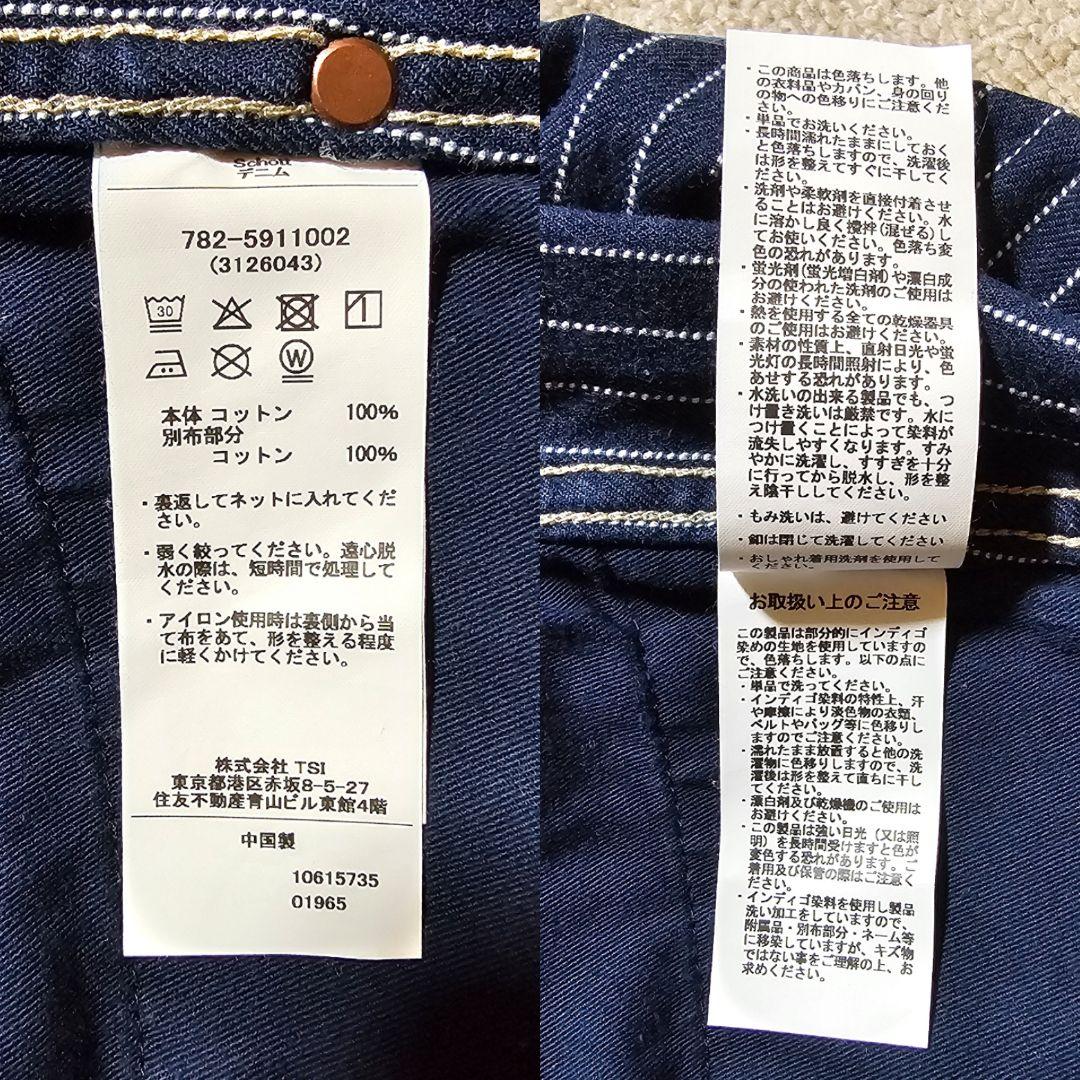 Schott
デニム
782-5911002
(3126043)
30
W
本体 コットン 100%
別布部分
コットン 100%
・裏返してネットに入れてくだ
さい。
・弱く絞ってください。遠心脱
水の際は、短時間で処理して
ください。
・アイロン使用時は裏側から当
て布をあて、形を整える程度
に軽くかけてください。
株式会社 TSI
東京都港区赤坂8-5-27
住友不動産青山ビル東館4階
中国製
10615735
01965
・この商品は色落ちします。他
の衣料品やカバン、身の回り
の物への色移りにご注意くだ
さい。
・単品でお洗いください。
・長時間濡れたままにしておく
と色落ちしますので、洗濯後
は形を整えてすぐに干してく
ださい。
・洗剤や柔軟剤を直接付着させ
ることはお避けください。水
に溶かし良く攪拌(混ぜる)し
てお使いください。色落ち変
色の恐れがあります。
・蛍光剤(蛍光増白剤)や漂白成
分の使われた洗剤のご使用は
お避けください。
・熱を使用する全ての乾燥器具
のご使用はお避けください。
・素材の性質上、直射日光や蛍
光灯の長時間照射により、色
あせする恐れがあります。
・水洗いの出来る製品でも、つ
け置き洗いは厳禁です。水に
つけ置くことによって染料が
流失しやすくなります。すみ
やかに洗濯し、すすぎを十分
に行ってから脱水し、形を整
え陰干ししてください。
・もみ洗いは、避けてください
・釦は閉じて洗濯してください
・おしゃれ着用洗剤を使用して
ください。
お取扱い上のご注意
この製品は部分的にインディゴ
染めの生地を使用していますの
で、色落ちします。以下の点に
ご注意ください。
・単品で洗ってください。
・インディゴ染料の特性上、汗
や摩擦により淡色物の衣類、
ベルトやバッグ等に色移りし
ますのでご注意ください。
・濡れたまま放置すると他の洗
濯物に色移りしますので、洗
濯後は形を整えて直ちに干し
てください。
・漂白剤及び乾燥機のご使用は
お避けください。
・この製品は強い日光（又は照
明）を長時間受けますと色が
変色する恐れがあります。ご
着用及び保管の際はご注意く
ださい。
・インディゴ染料を使用し製品
洗い加工をしていますので、
附属品・別布部分・ネーム等
に移染していますが、キズ物
ではない事をご理解の上、お
求めください。